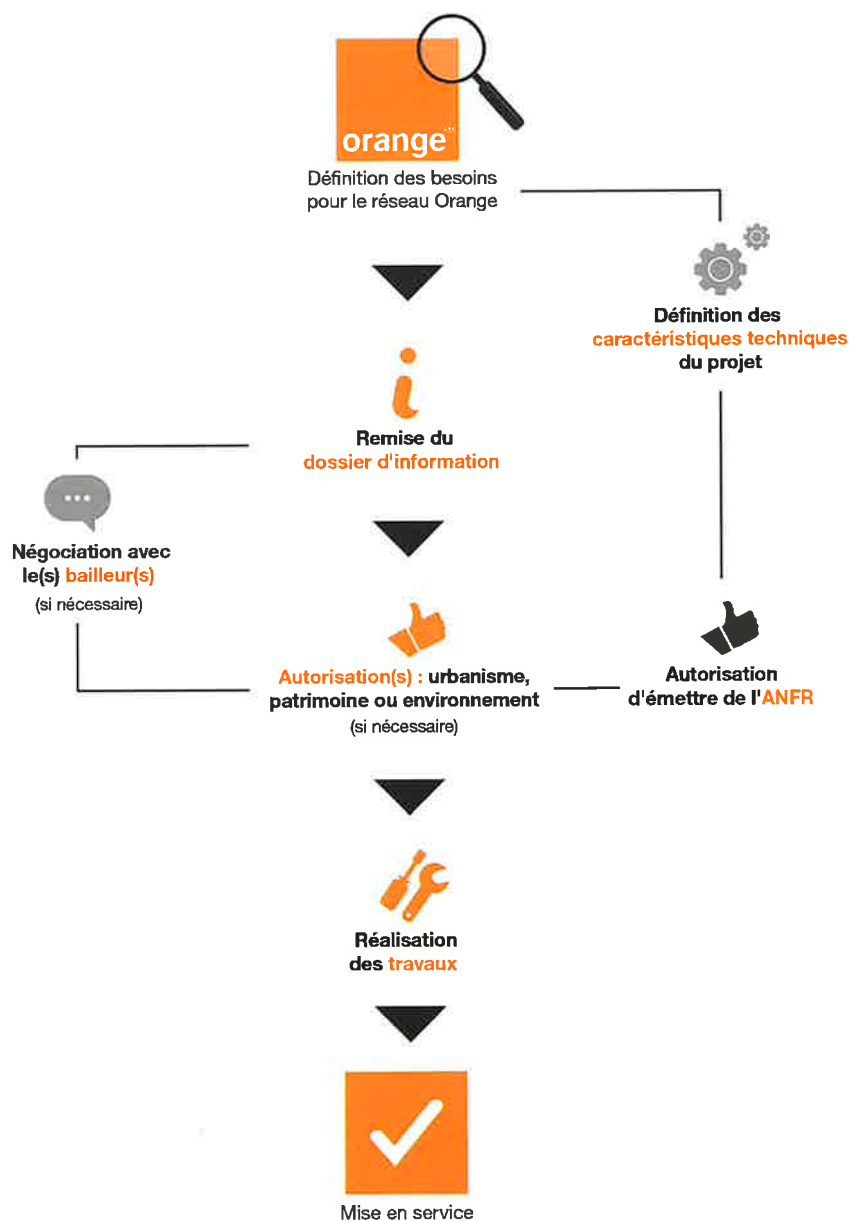 orange™
Définition des besoins
pour le réseau Orange
Définition des
caractéristiques techniques
du projet
Remise du
dossier d'information
Négociation avec
le(s) bailleur(s)
(si nécessaire)
Autorisation(s) : urbanisme,
patrimoine ou environnement
(si nécessaire)
Autorisation
d'émettre de l'ANFR
Réalisation
des travaux
Mise en service